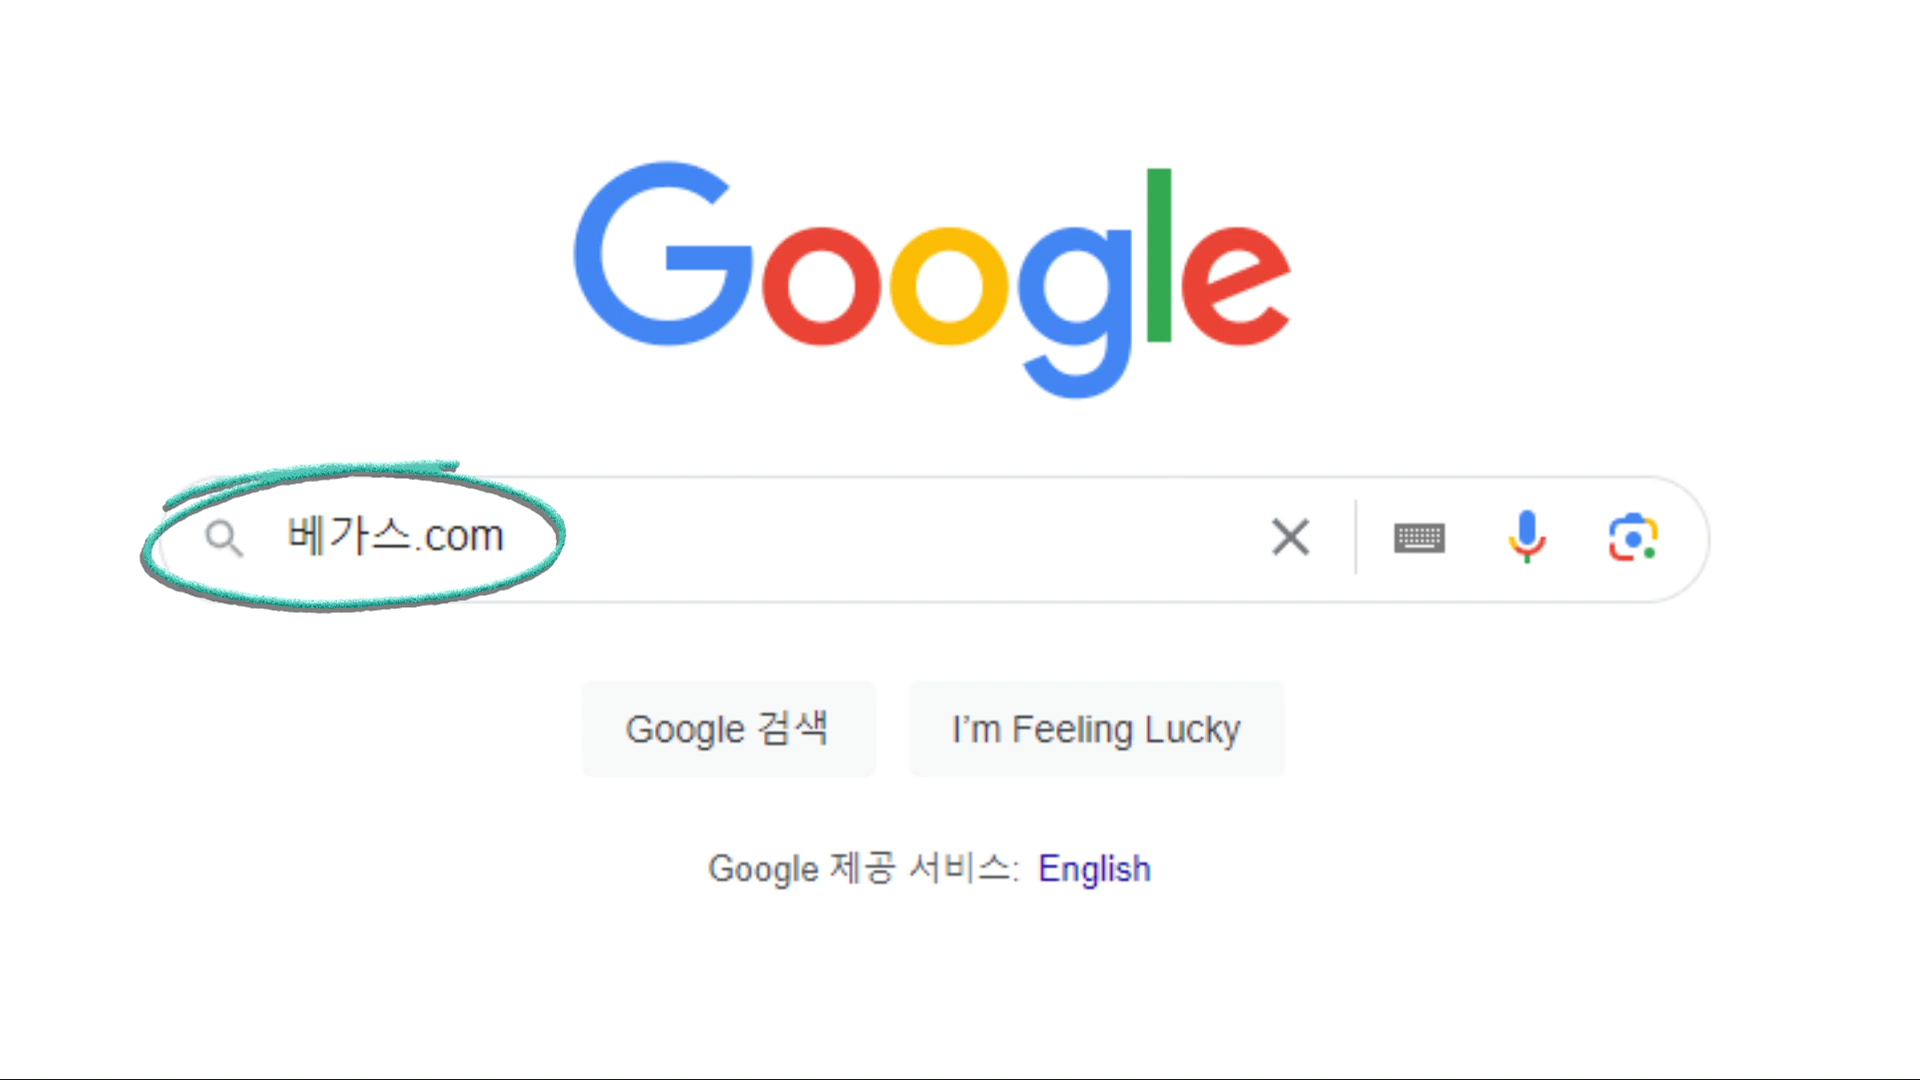 Google
베가스.com
Google 검색
I'm Feeling Lucky
Google 제공 서비스: English